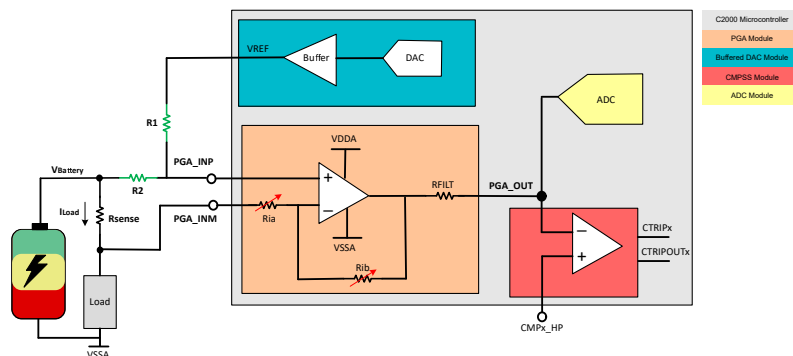 C2000 Microcontroller
PGA Module
Buffered DAC Module
CMPSS Module
ADC Module
VREF
Buffer
DAC
ADC
R1
VBattery
R2
PGA_INP
VDDA
RFILT
PGA_OUT
ILoad
Rsense
PGA_INM
Ria
VSSA
Rib
CTRIPx
CTRIPOUTx
Load
CMPx_HP
VSSA